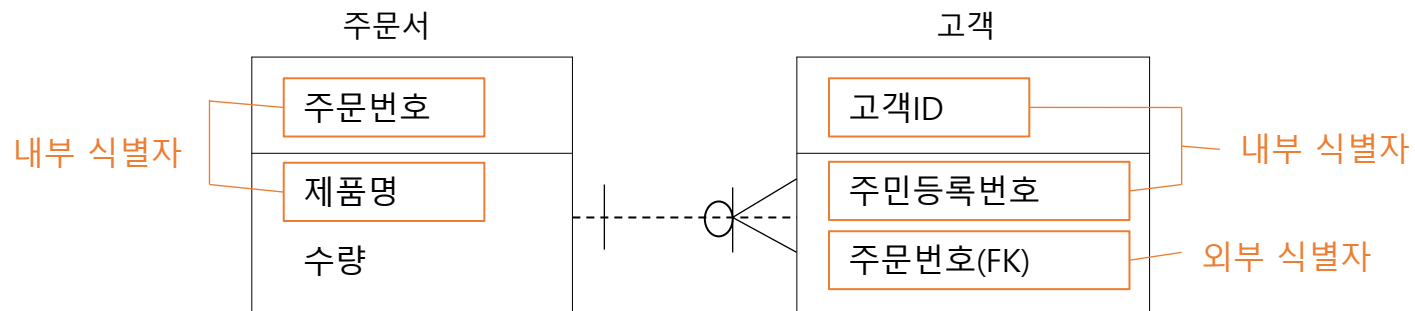 주문서
고객
주문번호
고객ID
내부 식별자
내부 식별자
제품명
주민등록번호
수량
주문번호(FK)
외부 식별자